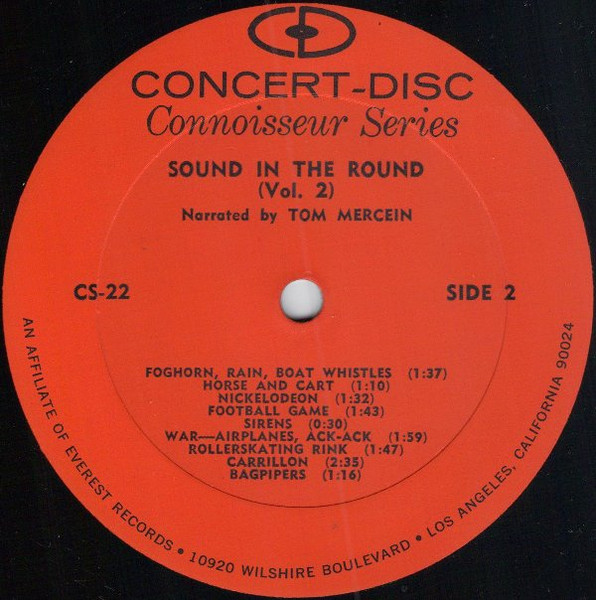 CD
CONCERT-DISC
Connoisseur Series
SOUND IN THE ROUND
(Vol. 2)
Narrated by TOM MERCEIN
CS-22
SIDE 2
FOGHORN, RAIN, BOAT WHISTLES (1:37)
HORSE AND CART (1:10)
NICKELODEON (1:32)
FOOTBALL GAME (1:43)
SIRENS (0:30)
WAR—AIRPLANES, ACK-ACK (1:59)
ROLLERSKATING RINK (1:47)
CARRILLON (2:35)
BAGPIPERS (1:16)
AN AFFILIATE OF EVEREST RECORDS • 10920 WILSHIRE BOULEVARD • LOS ANGELES, CALIFORNIA 90024